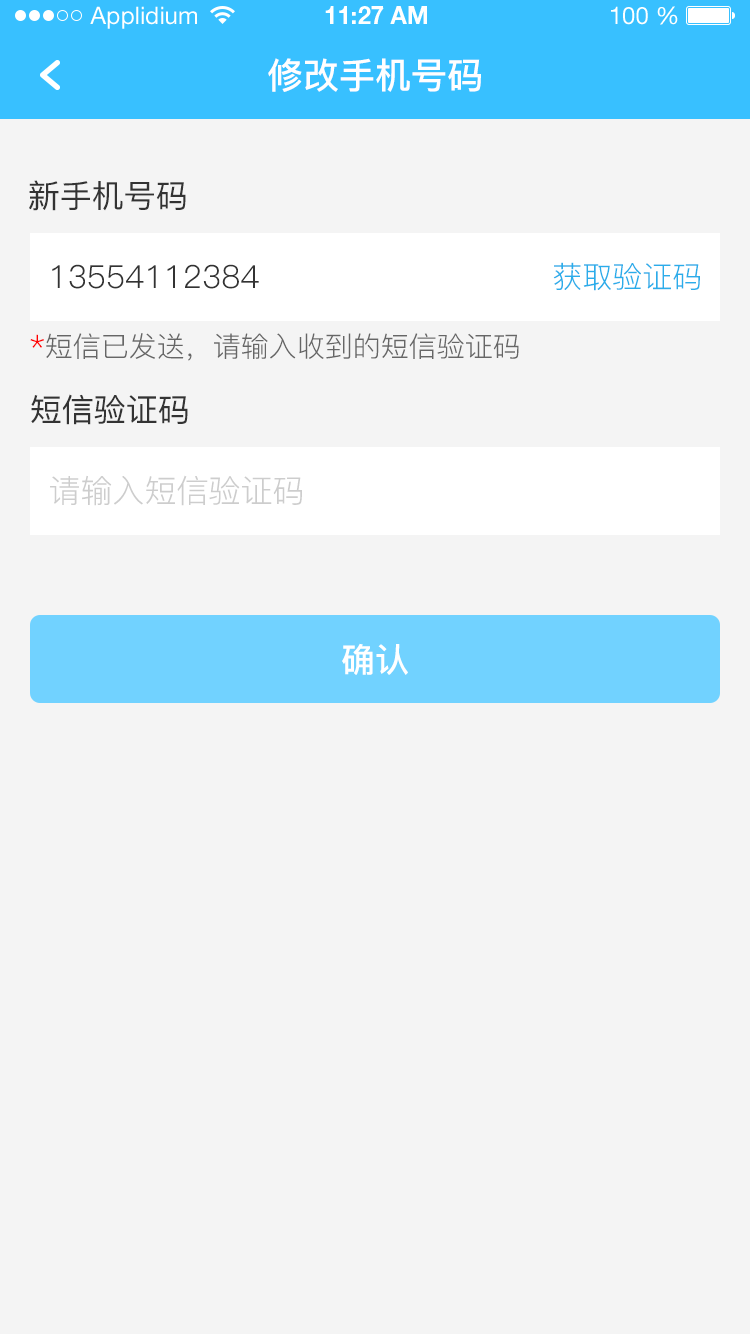 Applidium 11:27 AM 100 %
修改手机号码
新手机号码
13554112384 获取验证码
*短信已发送，请输入收到的短信验证码
短信验证码
请输入短信验证码
确认